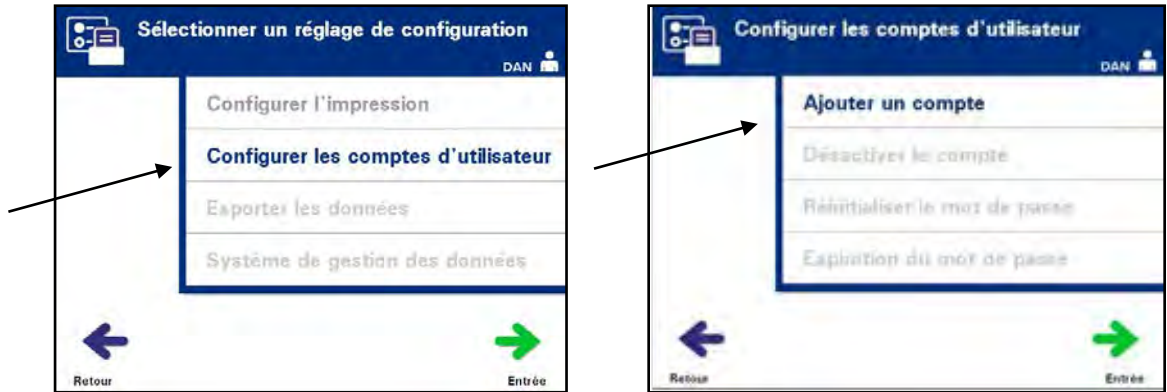 Sélectionner un réglage de configuration
DAN
Configurer l'impression
Configurer les comptes d'utilisateur
Exporter les données
Système de gestion des données
Retour
Entrée
Configurer les comptes d'utilisateur
DAN
Ajouter un compte
Désactiver le compte
Réinitialiser le mot de passe
Expiration du mot de passe
Retour
Entrée